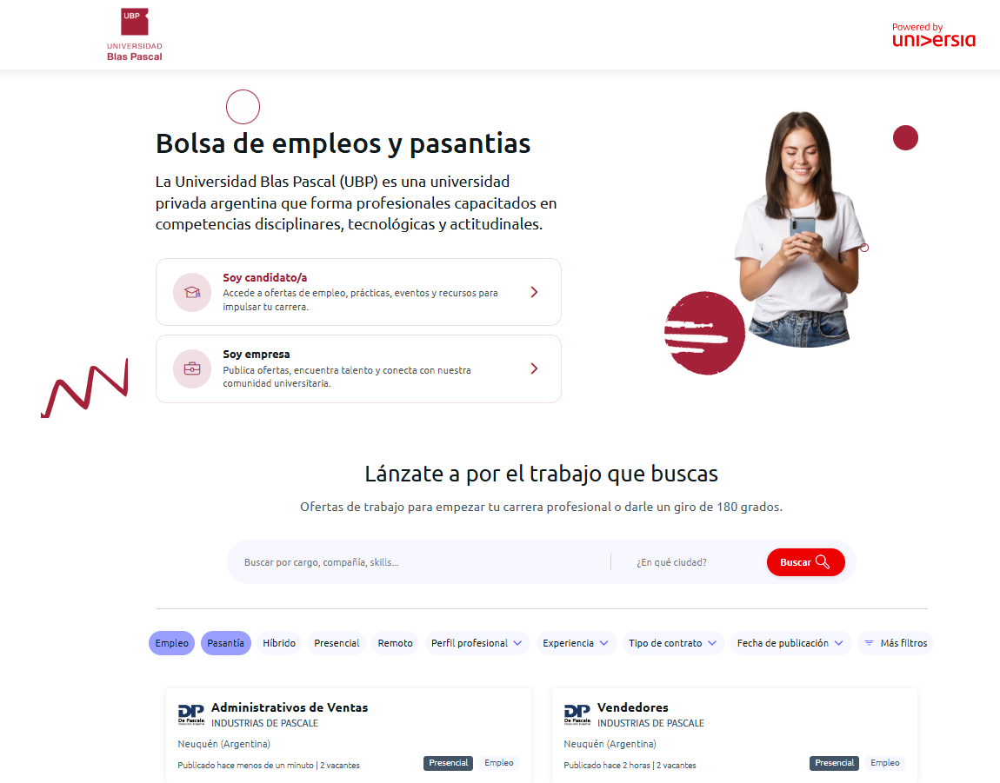 UBP
UNIVERSIDAD
Blas Pascal
Powered by
universia
Bolsa de empleos y pasantias
La Universidad Blas Pascal (UBP) es una universidad
privada argentina que forma profesionales capacitados en
competencias disciplinares, tecnológicas y actitudinales.
Soy candidato/a
Accede a ofertas de empleo, prácticas, eventos y recursos para
impulsar tu carrera.
Soy empresa
Publica ofertas, encuentra talento y conecta con nuestra
comunidad universitaria.
Lánzate a por el trabajo que buscas
Ofertas de trabajo para empezar tu carrera profesional o darle un giro de 180 grados.
Buscar por cargo, compañía, skills... ¿En qué ciudad? Buscar
Empleo Pasantía Híbrido Presencial Remoto Perfil profesional Experiencia Tipo de contrato Fecha de publicación Más filtros
DP De Pascale.
Administrativos de Ventas
INDUSTRIAS DE PASCALE
Neuquén (Argentina)
Publicado hace menos de un minuto | 2 vacantes Presencial Empleo
DP De Pascale.
Vendedores
INDUSTRIAS DE PASCALE
Neuquén (Argentina)
Publicado hace 2 horas | 2 vacantes Presencial Empleo